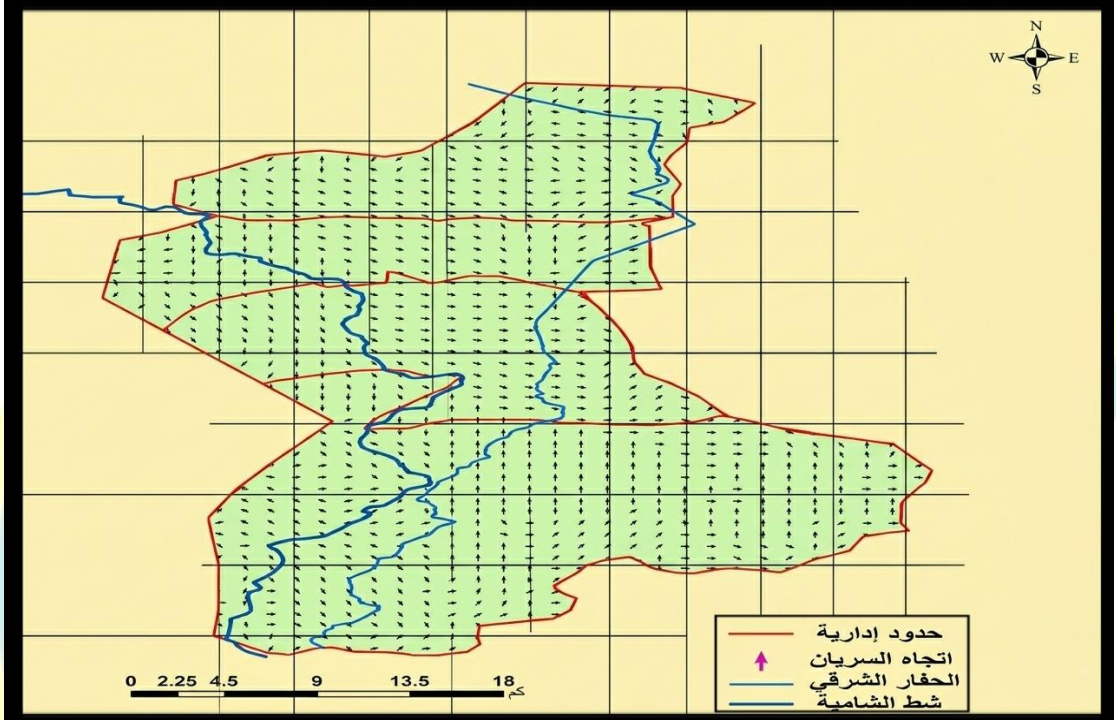 N
W E
S
حدود إدارية
اتجاه السريان
الحفار الشرقي
شط الشامية
0 2.25 4.5 9 13.5 18
كم